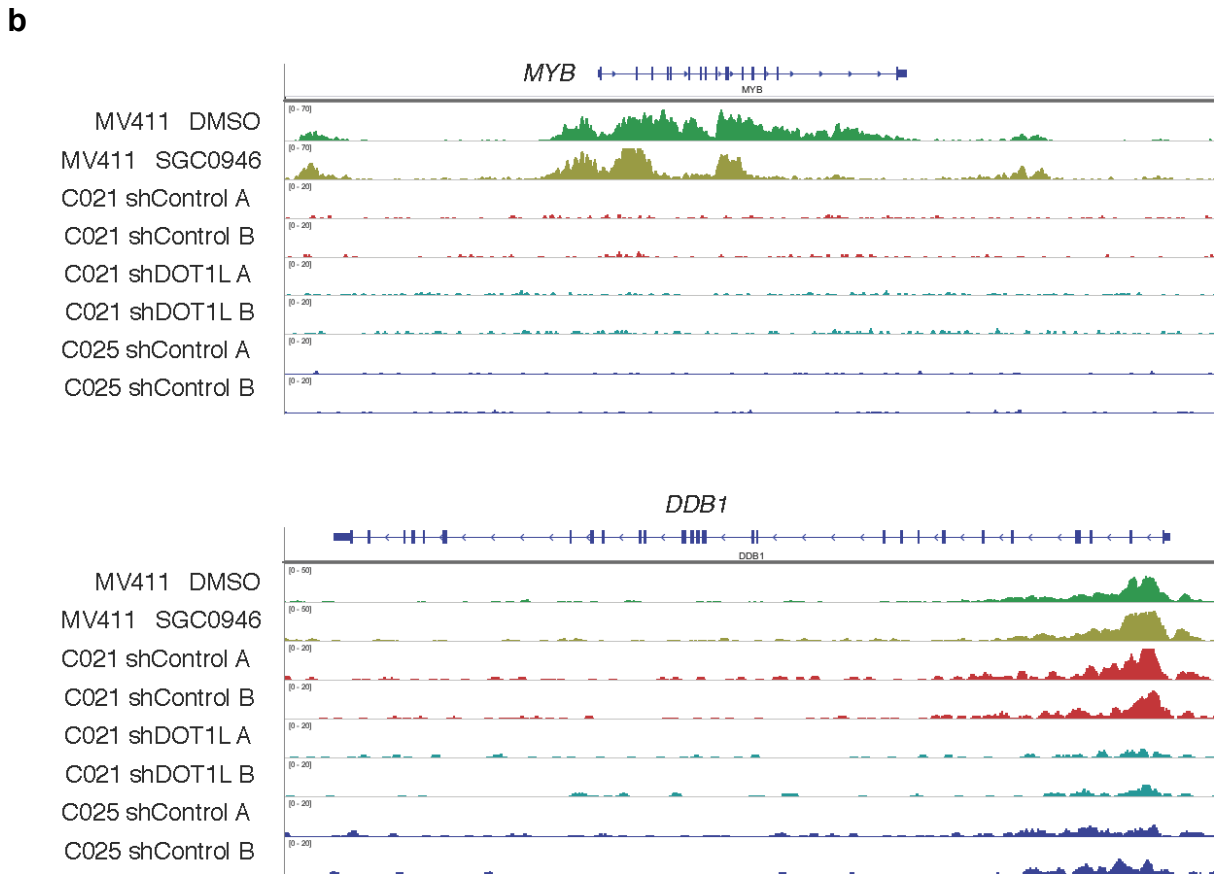 b
MYB
MYB
[0 - 70]
MV411 DMSO
[0 - 70]
MV411 SGC0946
[0 - 20]
C021 shControl A
[0 - 20]
C021 shControl B
[0 - 20]
C021 shDOT1L A
[0 - 20]
C021 shDOT1L B
[0 - 20]
C025 shControl A
[0 - 20]
C025 shControl B
DDB1
DDB1
[0 - 50]
MV411 DMSO
[0 - 50]
MV411 SGC0946
[0 - 20]
C021 shControl A
[0 - 20]
C021 shControl B
[0 - 20]
C021 shDOT1L A
[0 - 20]
C021 shDOT1L B
[0 - 20]
C025 shControl A
[0 - 20]
C025 shControl B